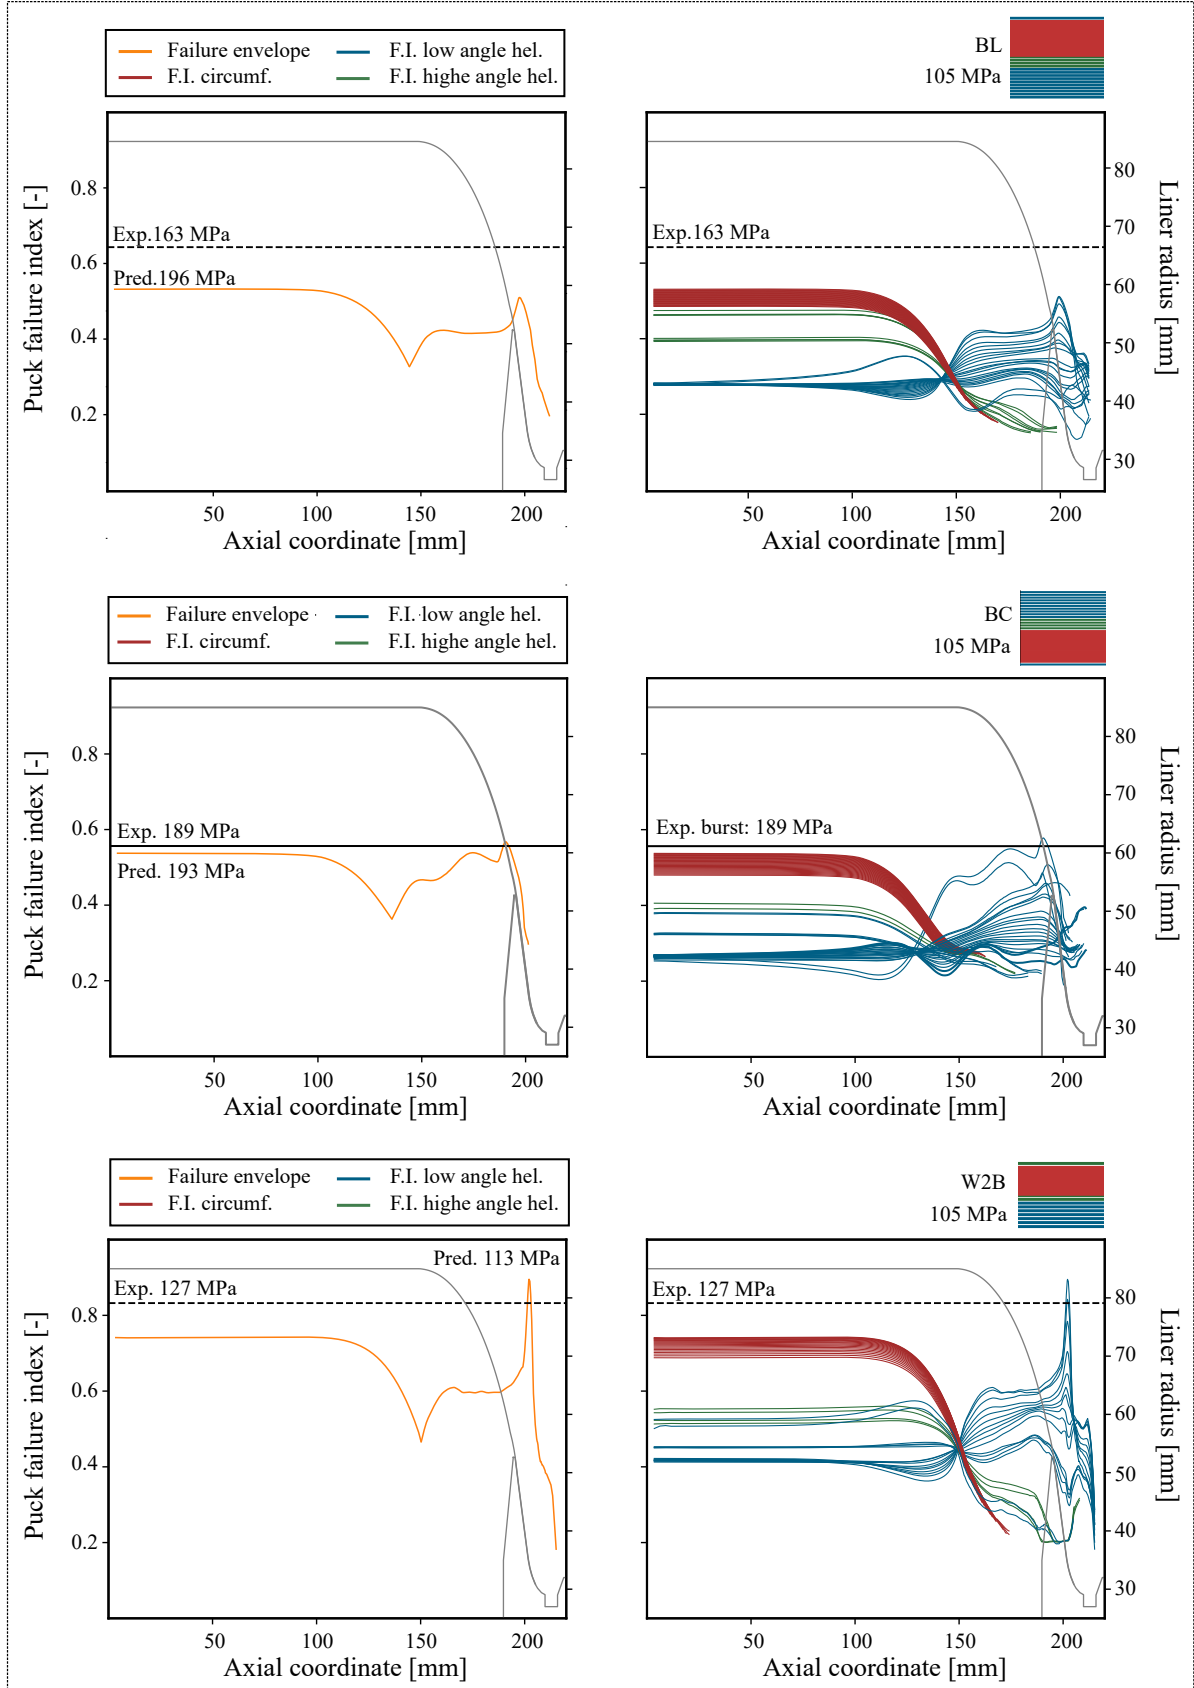 Failure envelope
F.I. low angle hel.
F.I. circumf.
F.I. highe angle hel.
BL
105 MPa
Puck failure index [-]
0.8
0.6
0.4
0.2
Exp.163 MPa
Pred.196 MPa
50
100
150
200
Axial coordinate [mm]
Exp.163 MPa
50
100
150
200
Axial coordinate [mm]
80
70
60
50
40
30
Liner radius [mm]
Failure envelope
F.I. low angle hel.
F.I. circumf.
F.I. highe angle hel.
BC
105 MPa
Puck failure index [-]
0.8
0.6
0.4
0.2
Exp. 189 MPa
Pred. 193 MPa
50
100
150
200
Axial coordinate [mm]
Exp. burst: 189 MPa
50
100
150
200
Axial coordinate [mm]
80
70
60
50
40
30
Liner radius [mm]
Failure envelope
F.I. low angle hel.
F.I. circumf.
F.I. highe angle hel.
W2B
105 MPa
Puck failure index [-]
0.8
0.6
0.4
0.2
Pred. 113 MPa
Exp. 127 MPa
50
100
150
200
Axial coordinate [mm]
Exp. 127 MPa
50
100
150
200
Axial coordinate [mm]
80
70
60
50
40
30
Liner radius [mm]